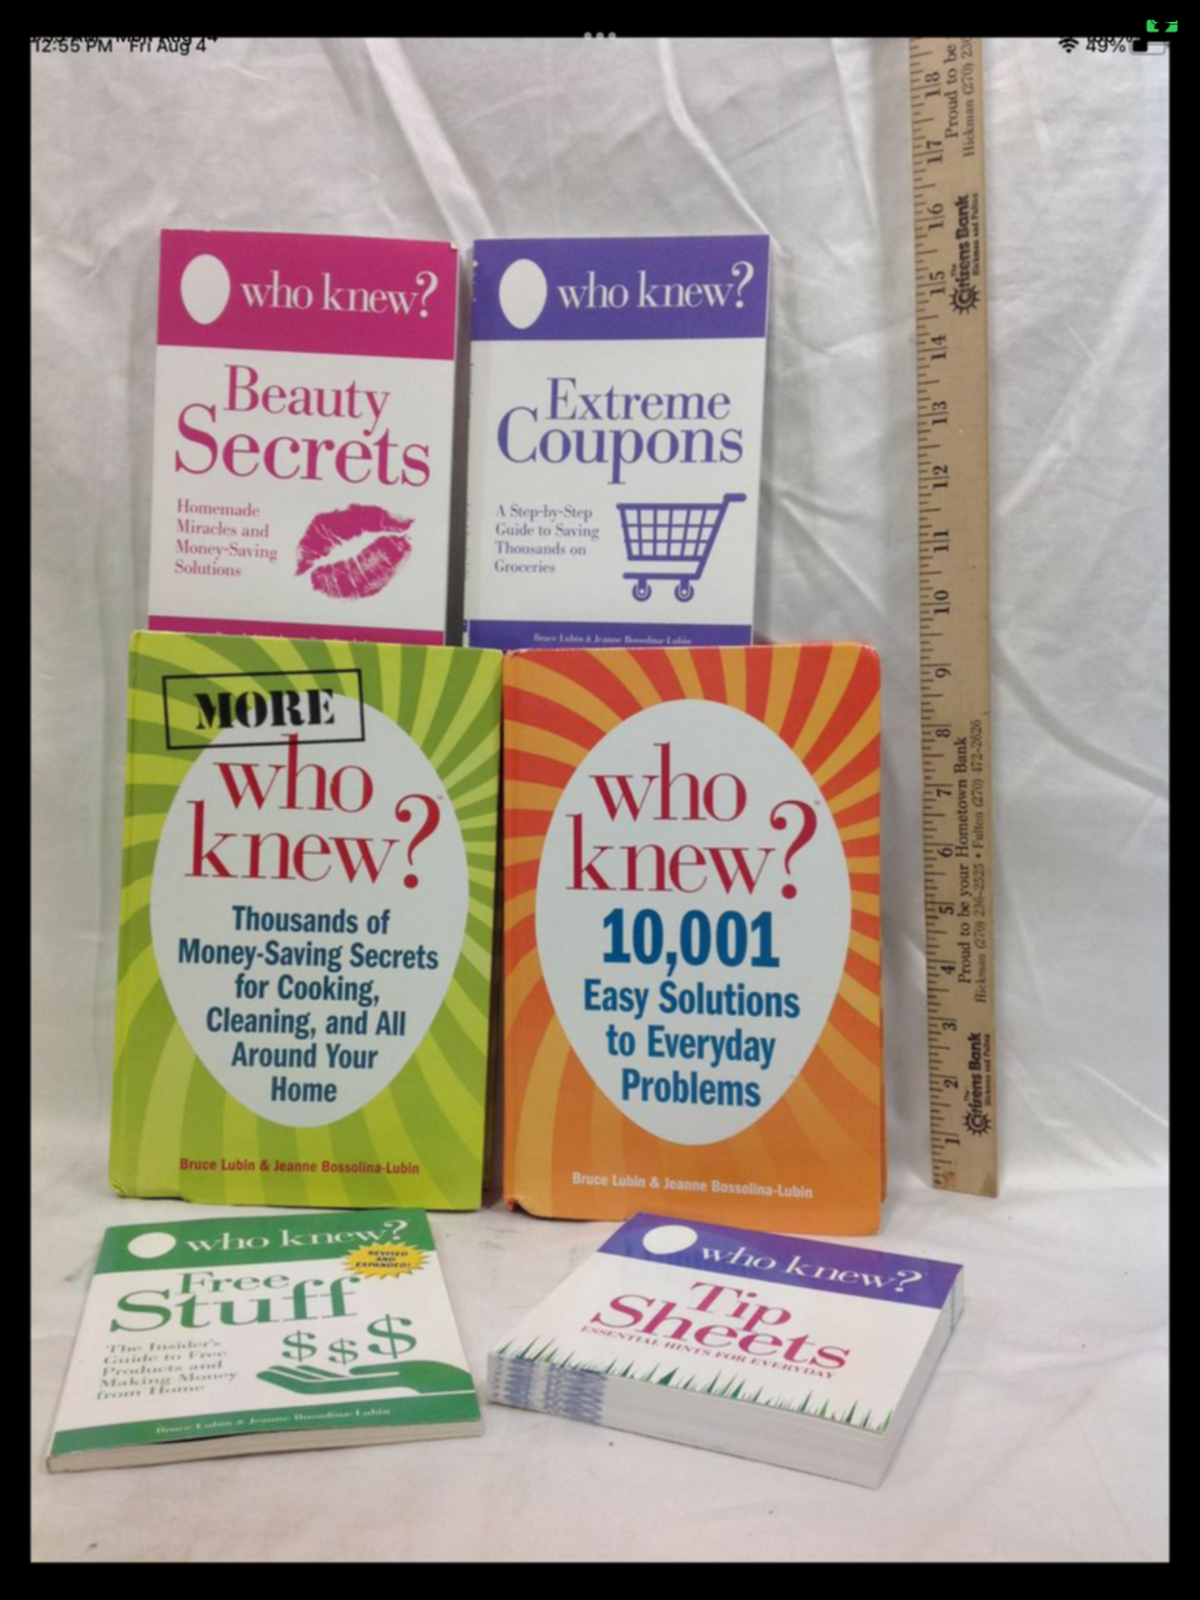 12:55 PM Fri Aug 4
49%
who knew?
Beauty
Secrets
Homemade
Miracles and
Money-Saving
Solutions
who knew?
Extreme
Coupons
A Step-by-Step
Guide to Saving
Thousands on
Groceries
Bruce Lubin & Jeanne Bossolina-Lubin
MORE
who
knew?
Thousands of
Money-Saving Secrets
for Cooking,
Cleaning, and All
Around Your
Home
Bruce Lubin & Jeanne Bossolina-Lubin
who
knew?
10,001
Easy Solutions
to Everyday
Problems
Bruce Lubin & Jeanne Bossolina-Lubin
who knew?
REVISED
AND
EXPANDED!
Free
Stuff
$$$
The Insider's
Guide to Free
Products and
Making Money
from Home
Bruce Lubin & Jeanne Bossolina-Lubin
who knew?
Tip
Sheets
ESSENTIAL HINTS FOR EVERYDAY
1 2 3 4 5 6 7 8 9 10 11 12 13 14 15 16 17 18
The
Citizens Bank
Hickman and Fulton
Proud to be your Hometown Bank
Hickman (270) 236-2525 • Fulton (270) 472-2626
The
Citizens Bank
Hickman and Fulton
Proud to be
Hickman (270) 236